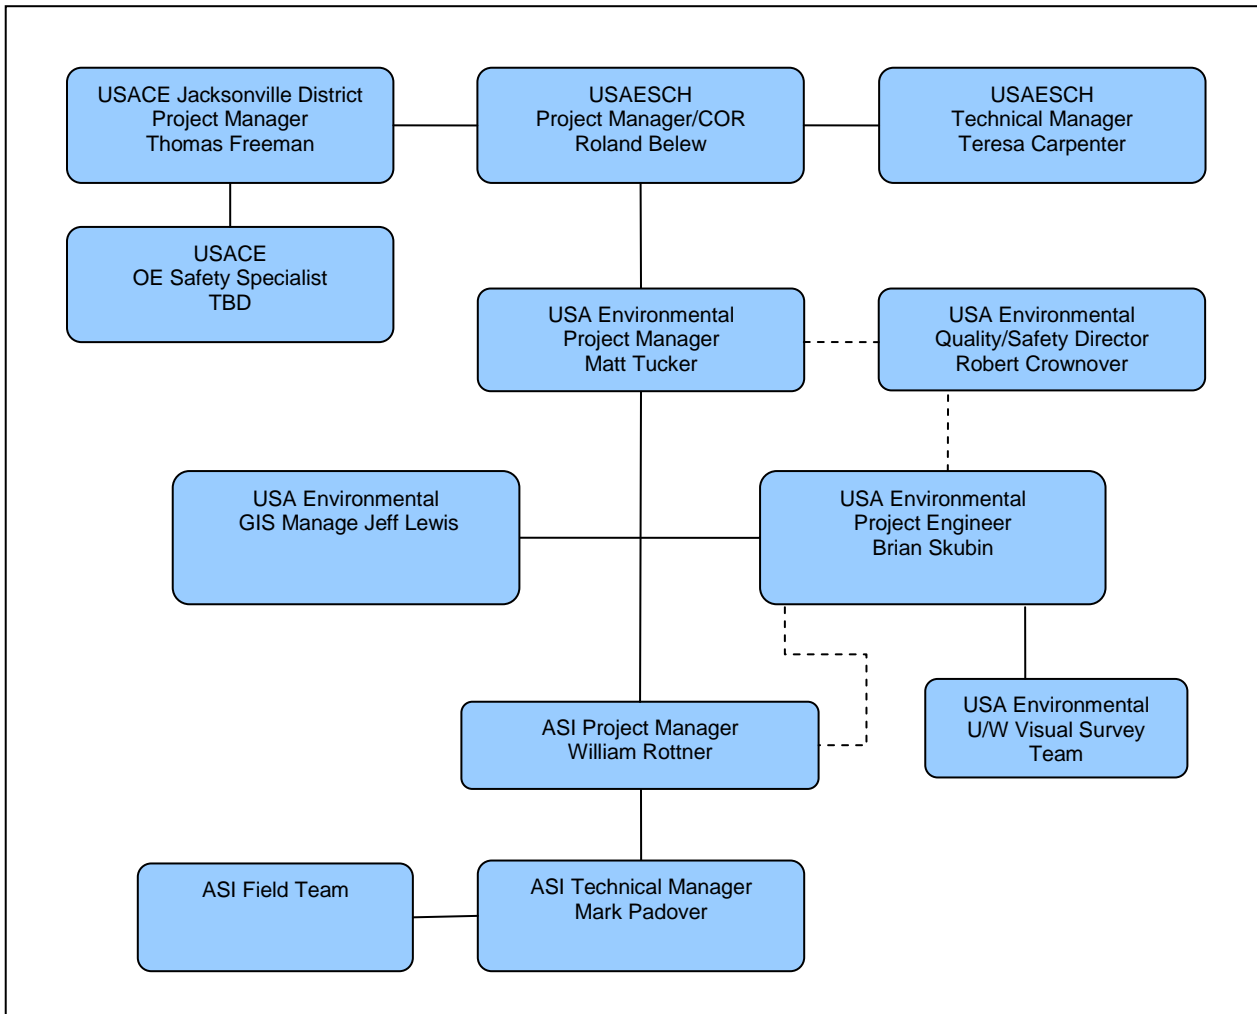 USACE Jacksonville District
Project Manager
Thomas Freeman
USAESCH
Project Manager/COR
Roland Belew
USAESCH
Technical Manager
Teresa Carpenter
USACE
OE Safety Specialist
TBD
USA Environmental
Project Manager
Matt Tucker
USA Environmental
Quality/Safety Director
Robert Crownover
USA Environmental
GIS Manage Jeff Lewis
USA Environmental
Project Engineer
Brian Skubin
ASI Project Manager
William Rottner
USA Environmental
U/W Visual Survey
Team
ASI Field Team
ASI Technical Manager
Mark Padover